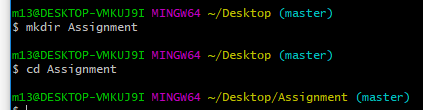 m13@DESKTOP-VMKUJ9I MINGW64 ~/Desktop (master)
$ mkdir Assignment
m13@DESKTOP-VMKUJ9I MINGW64 ~/Desktop (master)
$ cd Assignment
m13@DESKTOP-VMKUJ9I MINGW64 ~/Desktop/Assignment (master)
$